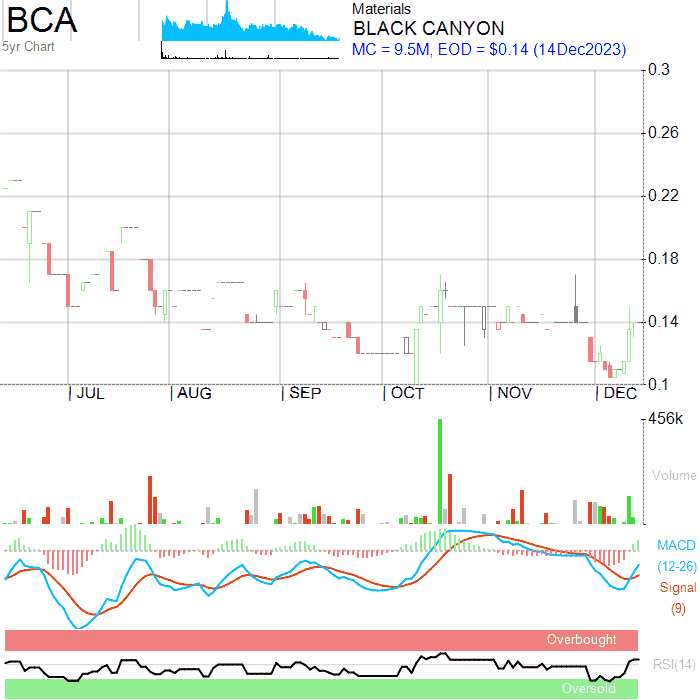 BCA
5yr Chart
Materials
BLACK CANYON
MC = 9.5M, EOD = $0.14 (14Dec2023)
0.3
0.26
0.22
0.18
0.14
0.1
JUL AUG SEP OCT NOV DEC
456k
Volume
MACD
(12-26)
Signal
(9)
Overbought
RSI(14)
Oversold